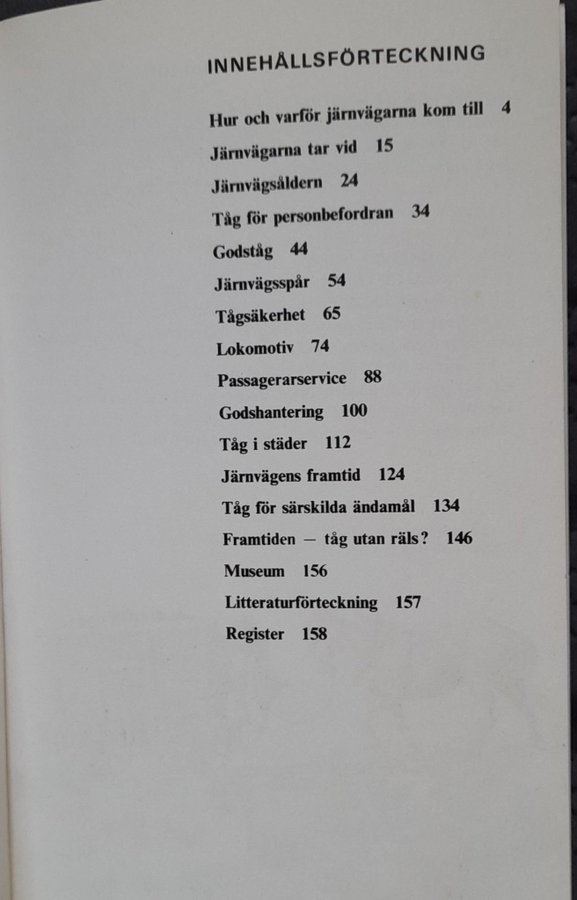 INNEHÅLLSFÖRTECKNING
Hur och varför järnvägarna kom till 4
Järnvägarna tar vid 15
Järnvägsåldern 24
Tåg för personbefordran 34
Godståg 44
Järnvägsspår 54
Tågsäkerhet 65
Lokomotiv 74
Passagerarservice 88
Godshantering 100
Tåg i städer 112
Järnvägens framtid 124
Tåg för särskilda ändamål 134
Framtiden — tåg utan räls? 146
Museum 156
Litteraturförteckning 157
Register 158